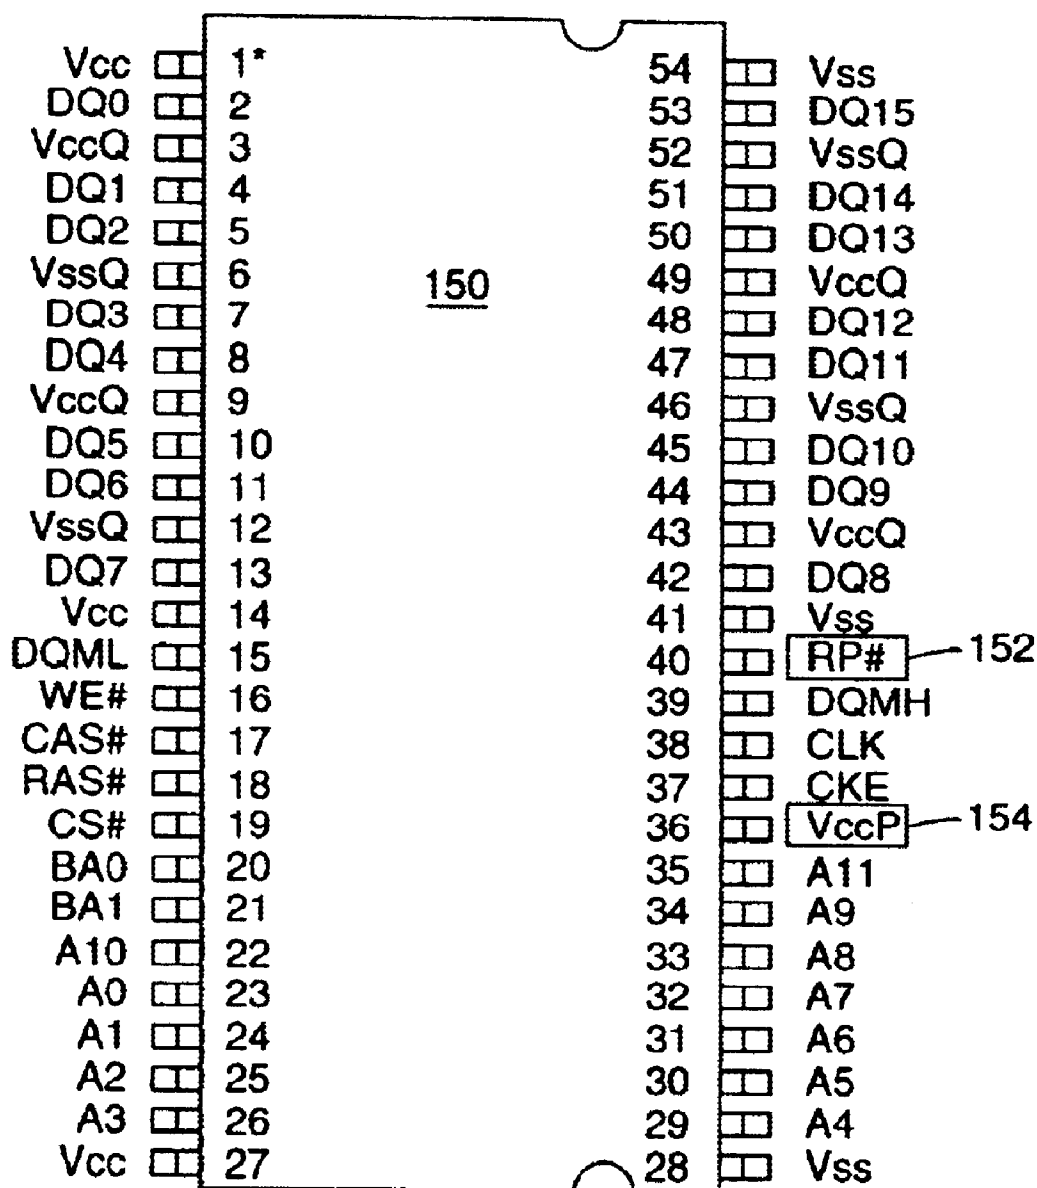 Vcc 1* 54 Vss
DQ0 2 53 DQ15
VccQ 3 52 VssQ
DQ1 4 51 DQ14
DQ2 5 50 DQ13
VssQ 6 150 49 VccQ
DQ3 7 48 DQ12
DQ4 8 47 DQ11
VccQ 9 46 VssQ
DQ5 10 45 DQ10
DQ6 11 44 DQ9
VssQ 12 43 VccQ
DQ7 13 42 DQ8
Vcc 14 41 Vss
DQML 15 40 RP# 152
WE# 16 39 DQMH
CAS# 17 38 CLK
RAS# 18 37 CKE
CS# 19 36 VccP 154
BA0 20 35 A11
BA1 21 34 A9
A10 22 33 A8
A0 23 32 A7
A1 24 31 A6
A2 25 30 A5
A3 26 29 A4
Vcc 27 28 Vss